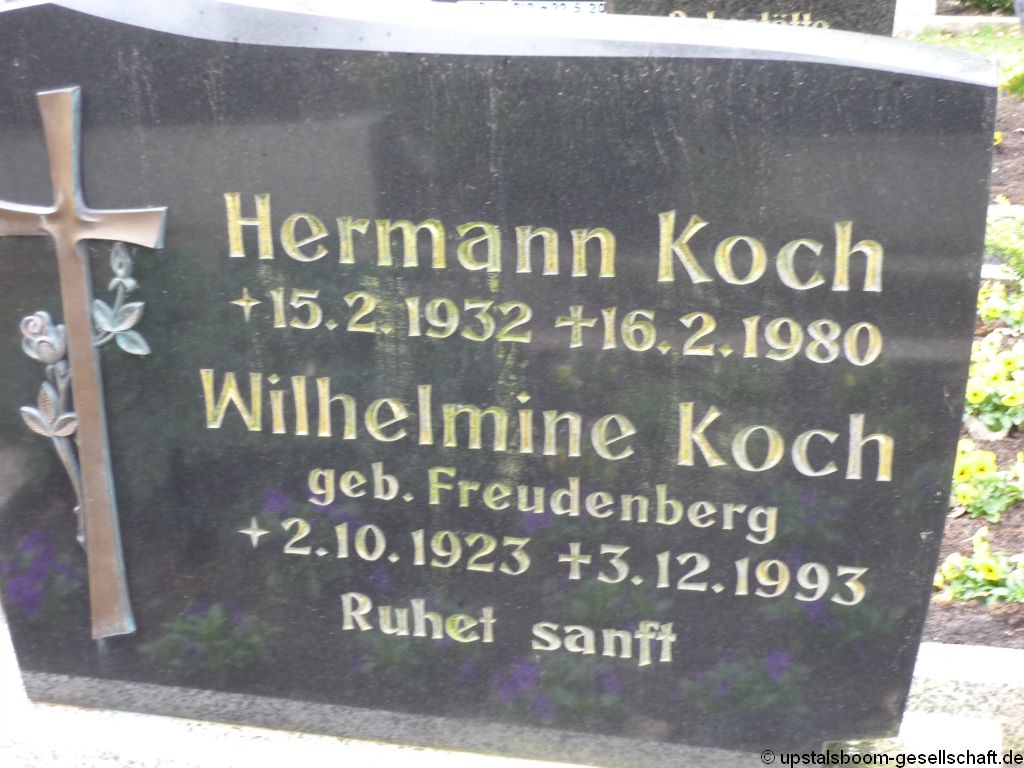 Hermann Koch
✦15.2.1932 ✝16.2.1980
Wilhelmine Koch
geb. Freudenberg
✦2.10.1923 ✝3.12.1993
Ruhet sanft
© upstalsboom-gesellschaft.de